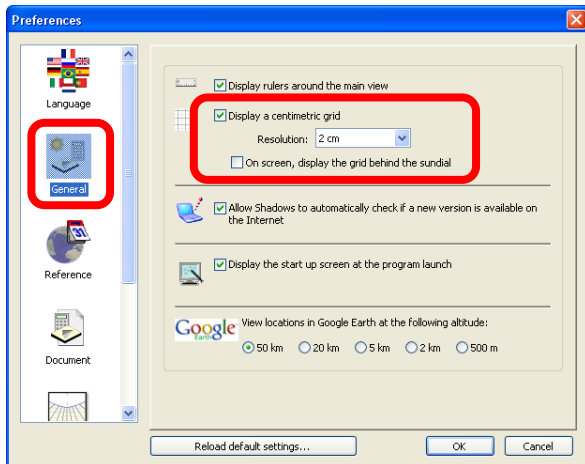 Preferences
Language
General
Reference
Document
Display rulers around the main view
Display a centimetric grid
Resolution: 2 cm
On screen, display the grid behind the sundial
Allow Shadows to automatically check if a new version is available on
the Internet
Display the start up screen at the program launch
Google Earth
View locations in Google Earth at the following altitude:
50 km 20 km 5 km 2 km 500 m
Reload default settings... OK Cancel
31